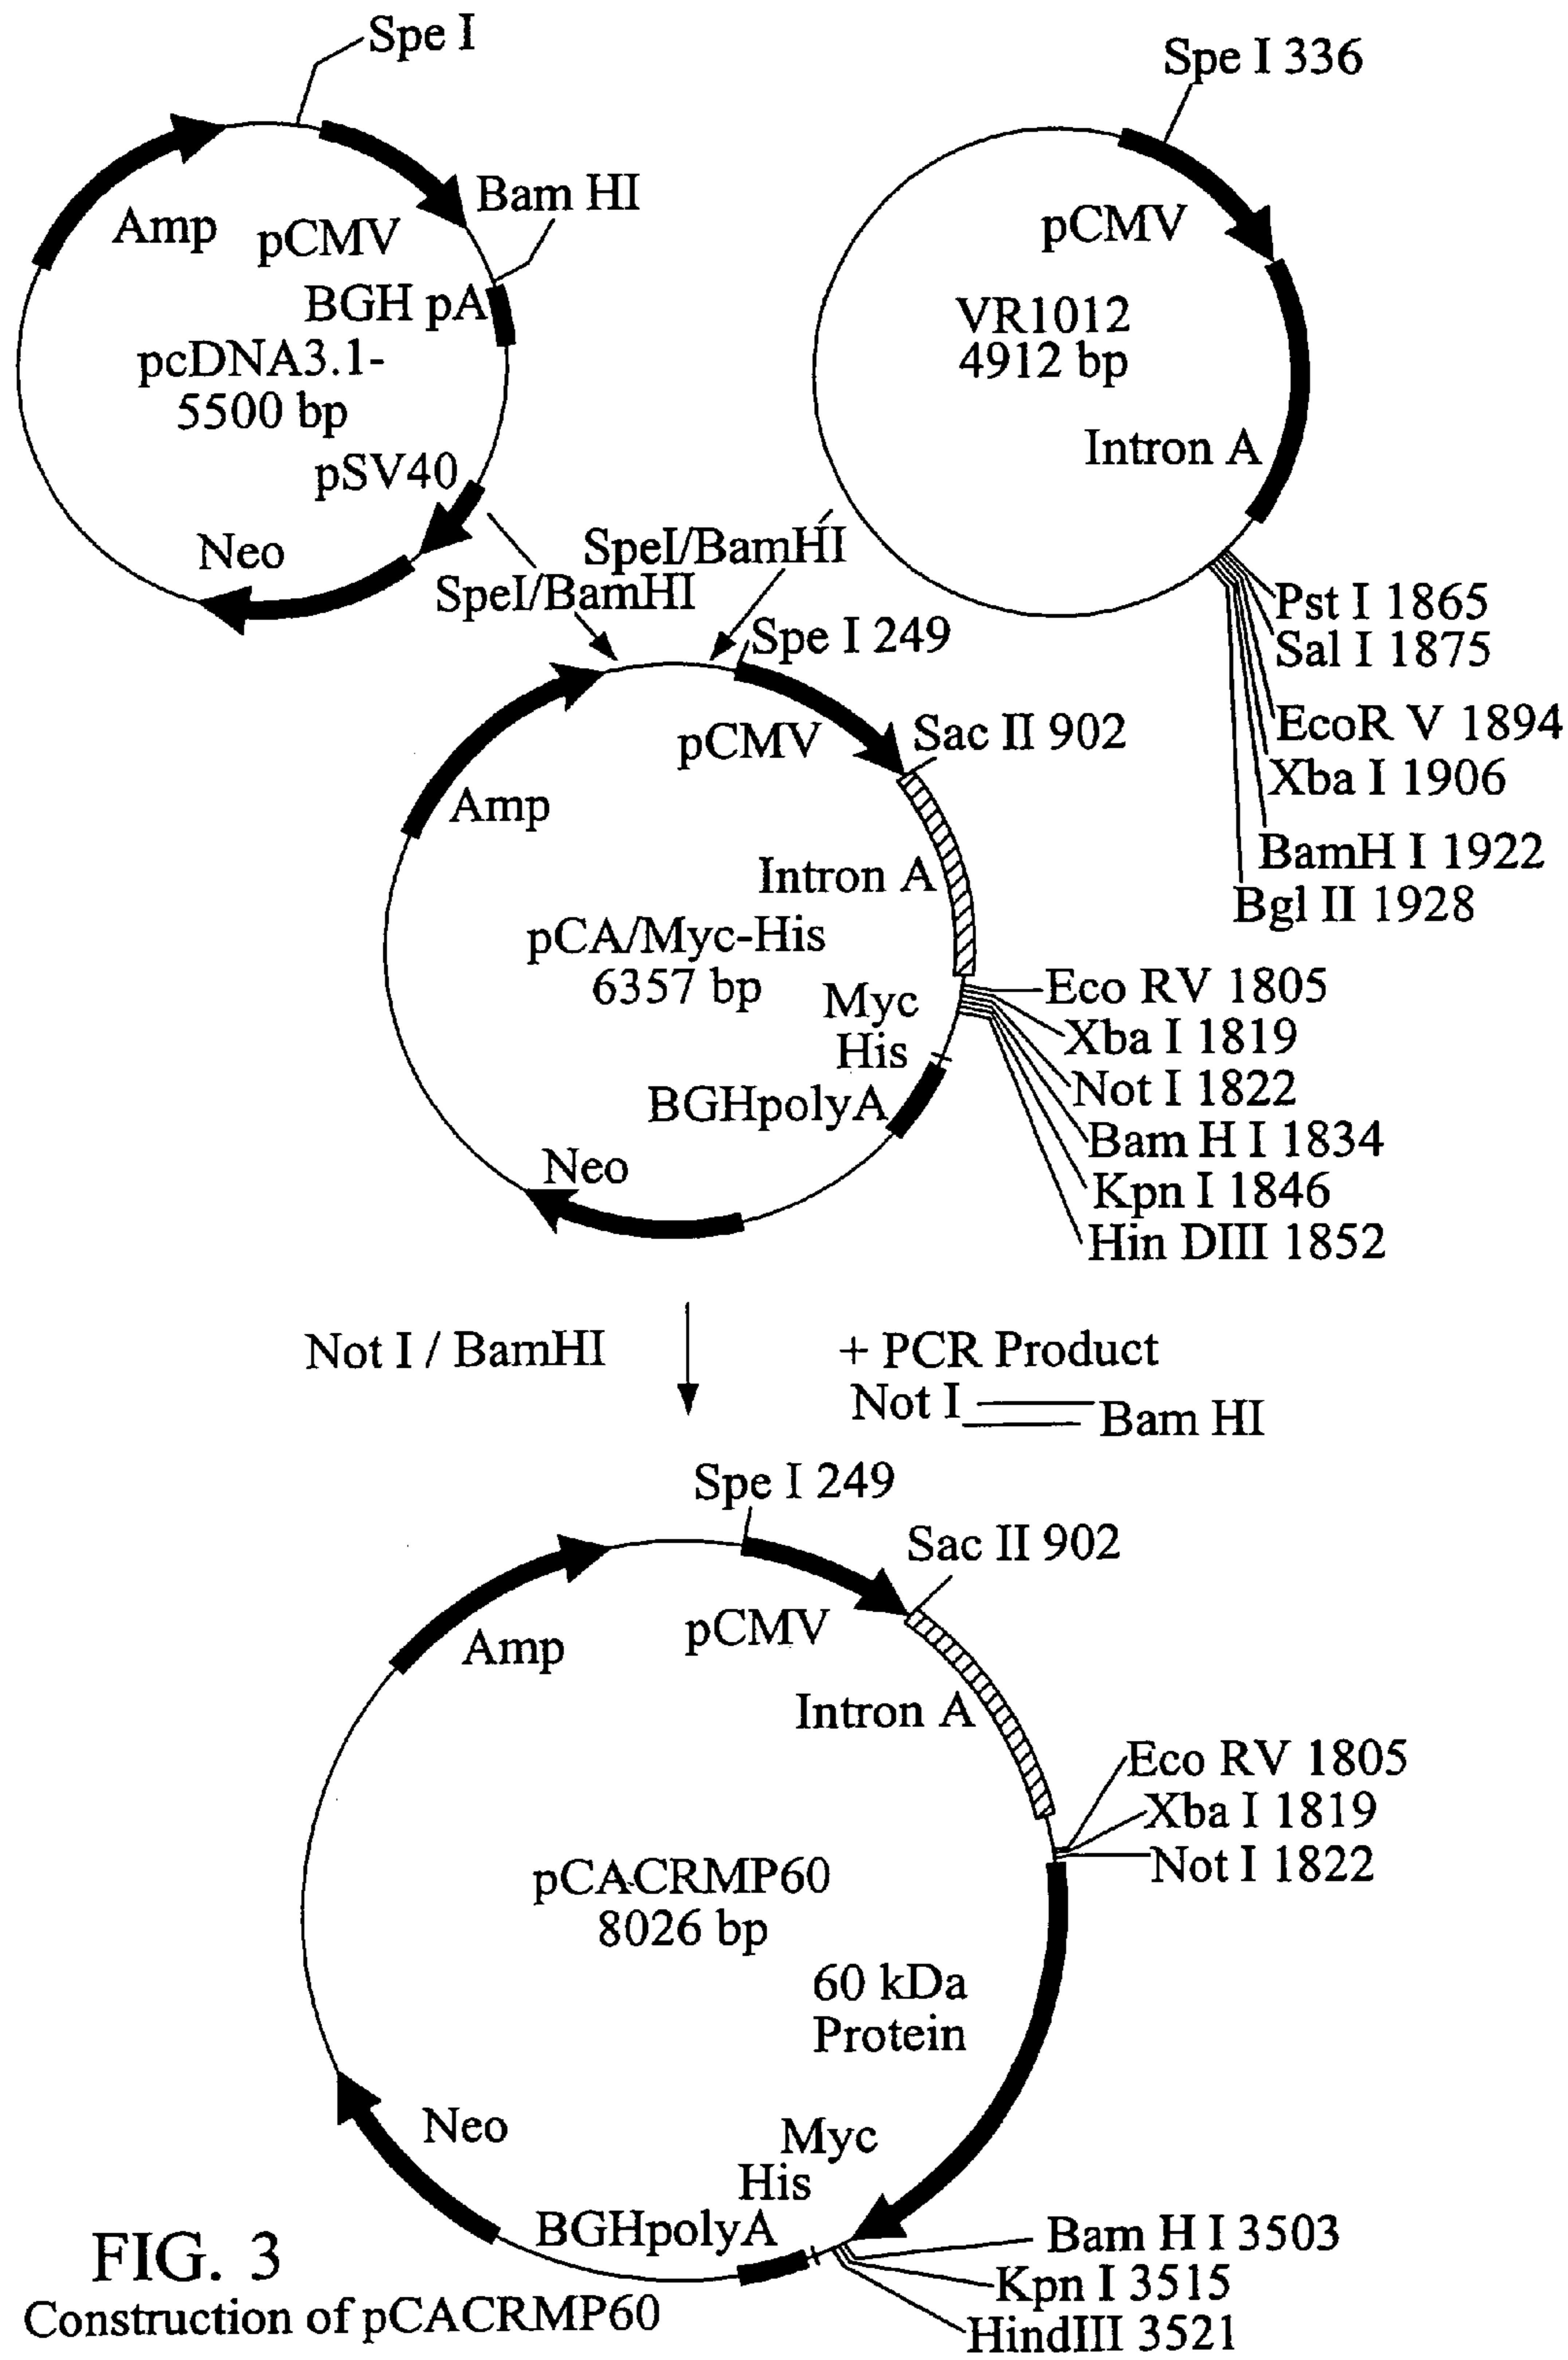 Spe I
Amp
pCMV
Bam HI
BGH pA
pcDNA3.1-
5500 bp
pSV40
Neo
SpeI/BamHI
Spe I 336
pCMV
VR1012
4912 bp
Intron A
SpeI/BamHI
Pst I 1865
Sal I 1875
EcoR V 1894
Xba I 1906
BamH I 1922
Bgl II 1928
Spe I 249
pCMV
Sac II 902
Amp
Intron A
pCA/Myc-His
6357 bp
Myc
His
BGHpolyA
Neo
Eco RV 1805
Xba I 1819
Not I 1822
Bam H I 1834
Kpn I 1846
Hin DIII 1852
Not I / BamHI
+ PCR Product
Not I
Bam HI
Spe I 249
Sac II 902
Amp
pCMV
Intron A
Eco RV 1805
Xba I 1819
Not I 1822
pCACRMP60
8026 bp
60 kDa
Protein
Neo
Myc
His
BGHpolyA
Bam H I 3503
Kpn I 3515
HindIII 3521
FIG. 3
Construction of pCACRMP60